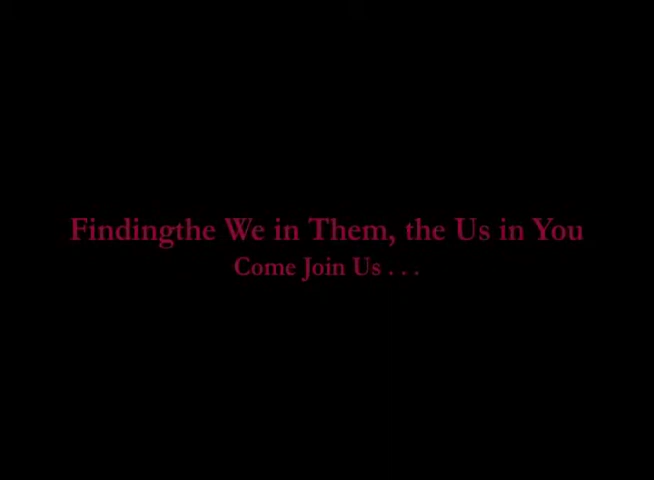 Findingthe We in Them, the Us in You
Come Join Us . . .